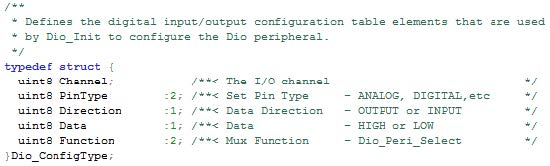 /**
* Defines the digital input/output configuration table elements that are used
* by Dio_Init to configure the Dio peripheral.
*/
typedef struct {
uint8 Channel; /**< The I/O channel */
uint8 PinType :2; /**< Set Pin Type - ANALOG, DIGITAL,etc */
uint8 Direction :1; /**< Data Direction - OUTPUT or INPUT */
uint8 Data :1; /**< Data - HIGH or LOW */
uint8 Function :2; /**< Mux Function - Dio_Peri_Select */
}Dio_ConfigType;